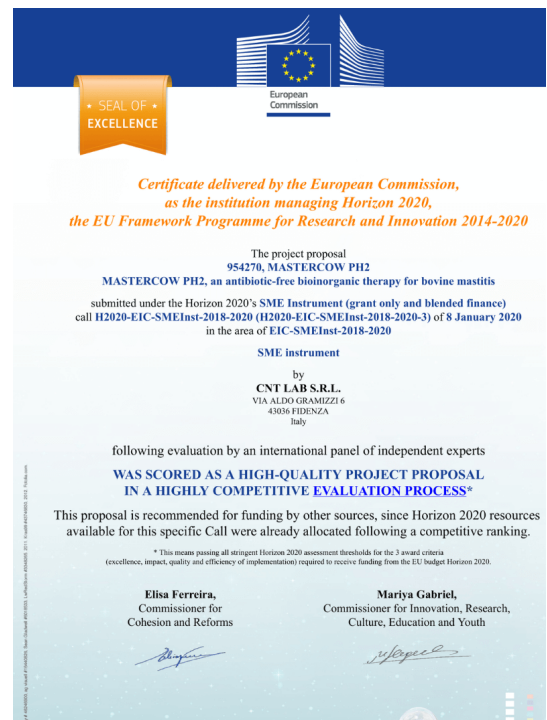 European
Commission
★ SEAL OF ★
EXCELLENCE
Certificate delivered by the European Commission,
as the institution managing Horizon 2020,
the EU Framework Programme for Research and Innovation 2014-2020
The project proposal
954270, MASTERCOW PH2
MASTERCOW PH2, an antibiotic-free bioinorganic therapy for bovine mastitis
submitted under the Horizon 2020's SME Instrument (grant only and blended finance)
call H2020-EIC-SMEInst-2018-2020 (H2020-EIC-SMEInst-2018-2020-3) of 8 January 2020
in the area of EIC-SMEInst-2018-2020
SME instrument
by
CNT LAB S.R.L.
VIA ALDO GRAMIZZI 6
43036 FIDENZA
Italy
following evaluation by an international panel of independent experts
WAS SCORED AS A HIGH-QUALITY PROJECT PROPOSAL
IN A HIGHLY COMPETITIVE EVALUATION PROCESS*
This proposal is recommended for funding by other sources, since Horizon 2020 resources
available for this specific Call were already allocated following a competitive ranking.
* This means passing all stringent Horizon 2020 assessment thresholds for the 3 award criteria
(excellence, impact, quality and efficiency of implementation) required to receive funding from the EU budget Horizon 2020.
Elisa Ferreira,
Commissioner for
Cohesion and Reforms
Mariya Gabriel,
Commissioner for Innovation, Research,
Culture, Education and Youth